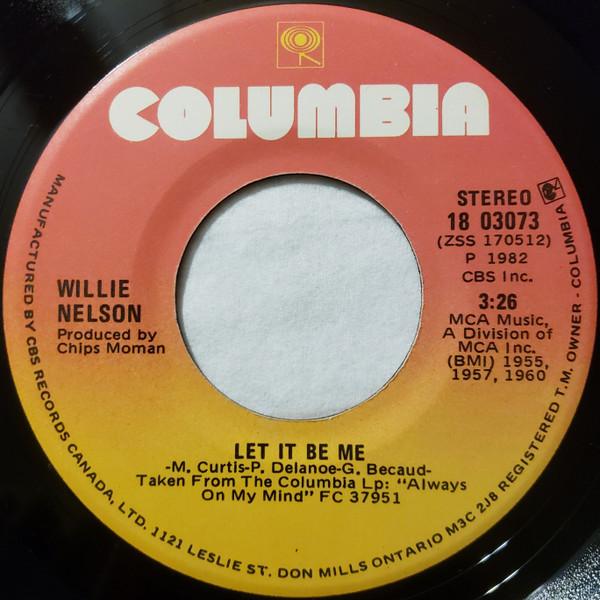 COLUMBIA
STEREO
18 03073
(ZSS 170512)
P 1982
CBS Inc.
3:26
MCA Music,
A Division of
MCA Inc.
(BMI) 1955,
1957, 1960
WILLIE
NELSON
Produced by
Chips Moman
LET IT BE ME
-M. Curtis-P. Delanoe-G. Becaud-
Taken From The Columbia Lp: “Always
On My Mind” FC 37951
MANUFACTURED BY CBS RECORDS CANADA, LTD. 1121 LESLIE ST. DON MILLS ONTARIO M3C 2J8 REGISTERED T.M. OWNER - COLUMBIA